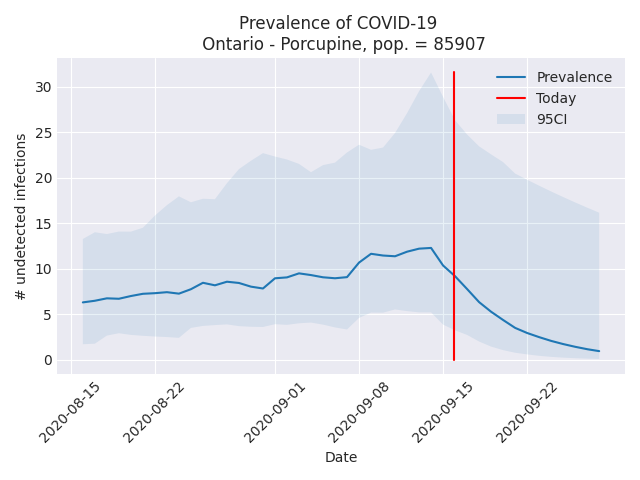 Prevalence of COVID-19
Ontario - Porcupine, pop. = 85907
Prevalence
Today
95CI
# undetected infections
30
25
20
15
10
5
0
2020-08-15
2020-08-22
2020-09-01
2020-09-08
2020-09-15
2020-09-22
Date